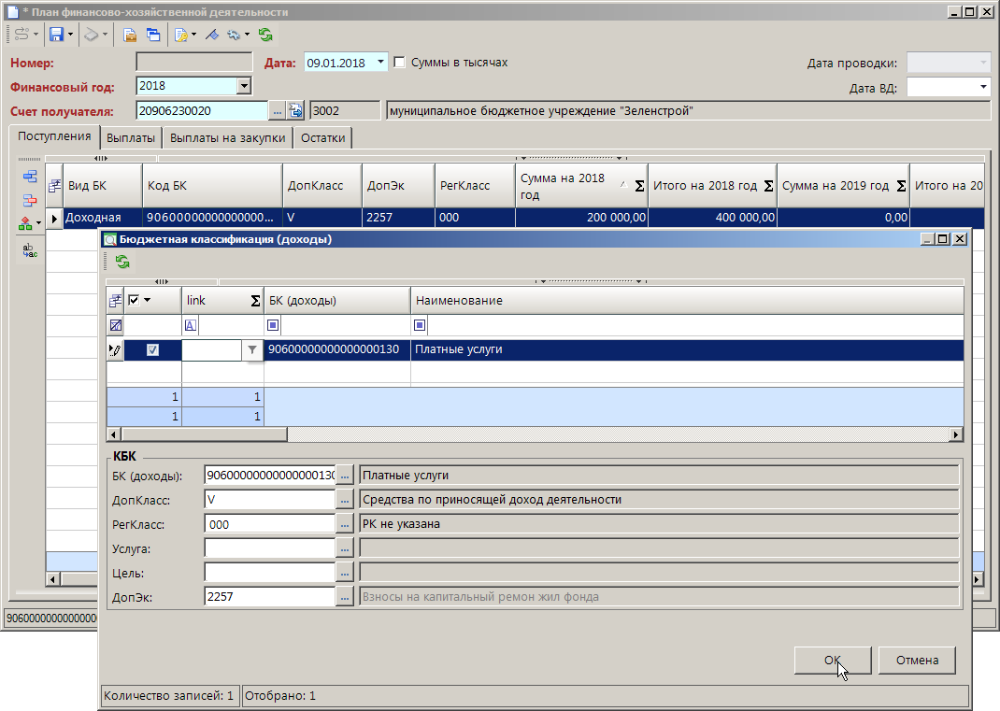 * План финансово-хозяйственной деятельности
Номер:
Дата: 09.01.2018 Суммы в тысячах
Дата проводки:
Финансовый год: 2018
Дата ВД:
Счет получателя: 20906230020 ... 3002 муниципальное бюджетное учреждение "Зеленстрой"
Поступления Выплаты Выплаты на закупки Остатки
Вид БК Код БК ДопКласс ДопЭк РегКласс Сумма на 2018 год Σ Итого на 2018 год Σ Сумма на 2019 год Σ Итого на 20
Доходная 90600000000000000... V 2257 000 200 000,00 400 000,00 0,00
ab
ac
Бюджетная классификация (доходы)
link Σ БК (доходы) Наименование
A
90600000000000000130 Платные услуги
1 1
1 1
КБК
БК (доходы): 90600000000000000130 ... Платные услуги
ДопКласс: V ... Средства по приносящей доход деятельности
РегКласс: 000 ... РК не указана
Услуга: ...
Цель: ...
ДопЭк: 2257 ... Взносы на капитальный ремон жил фонда
9060000000000000
OK Отмена
Количество записей: 1 Отобрано: 1